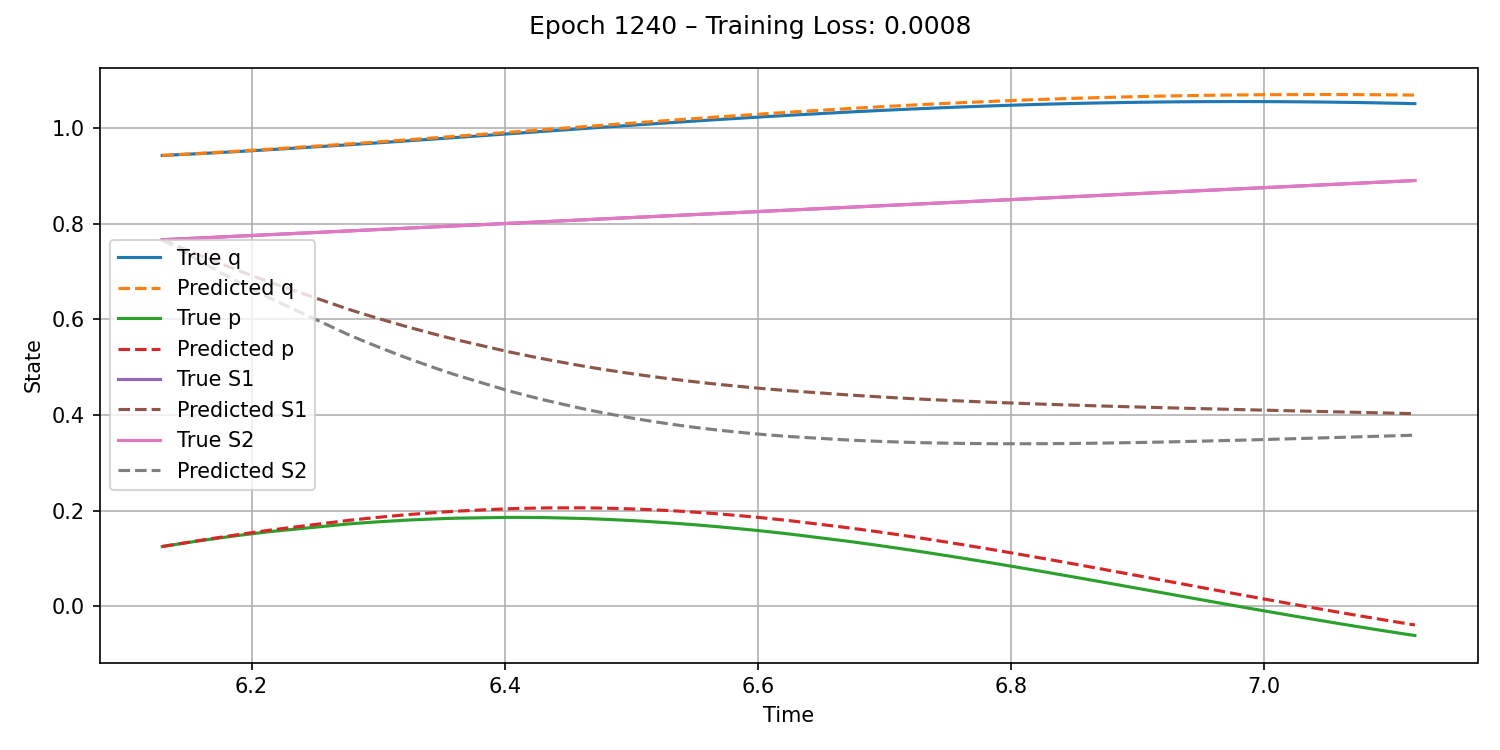 Epoch 1240 – Training Loss: 0.0008
1.0
0.8
0.6
0.4
0.2
0.0
State
True q
Predicted q
True p
Predicted p
True S1
Predicted S1
True S2
Predicted S2
6.2 6.4 6.6 6.8 7.0
Time